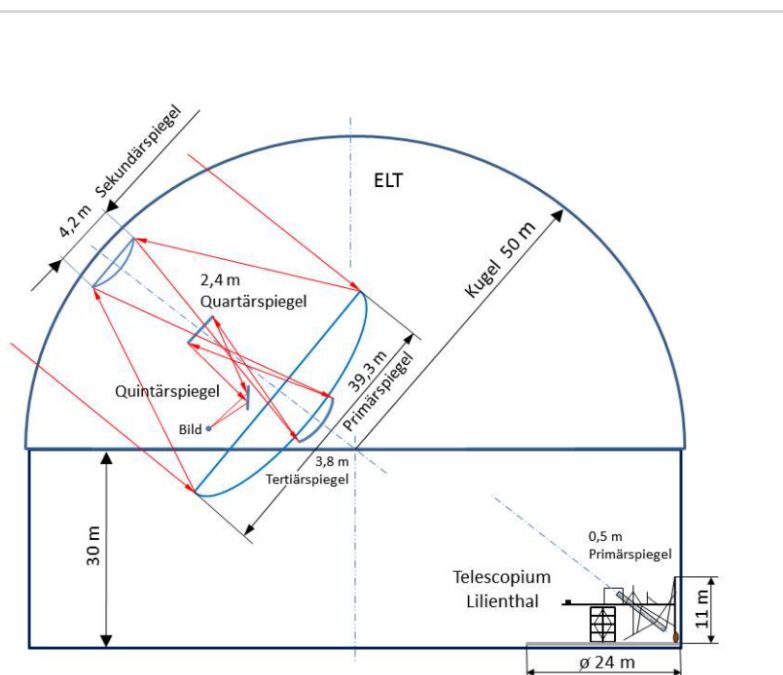 4,2 m Sekundärspiegel
ELT
Kugel 50 m
2,4 m
Quartärspiegel
39,3 m
Primärspiegel
Quintärspiegel
Bild
3,8 m
Tertiärspiegel
30 m
0,5 m
Primärspiegel
Telescopium
Lilienthal
11 m
ø 24 m